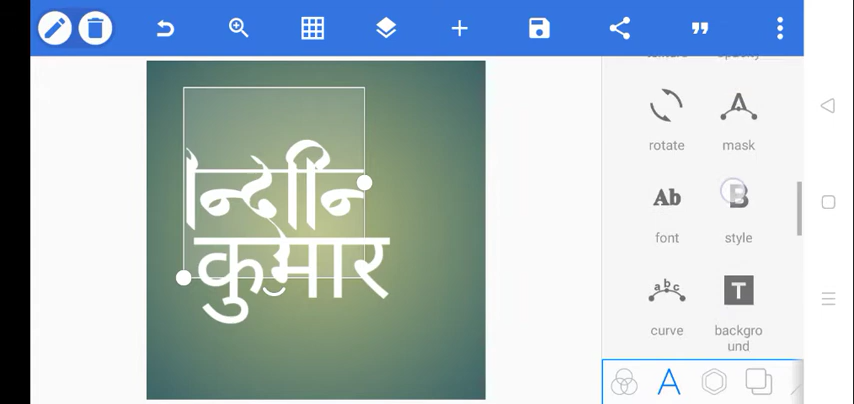 कुमार
rotate
mask
Ab
B
font
style
abc
T
curve
backgro
und
A